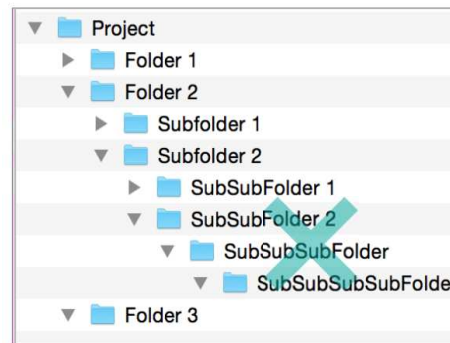 Project
Folder 1
Folder 2
Subfolder 1
Subfolder 2
SubSubFolder 1
SubSubFolder 2
SubSubSubFolder
SubSubSubSubFolde
Folder 3